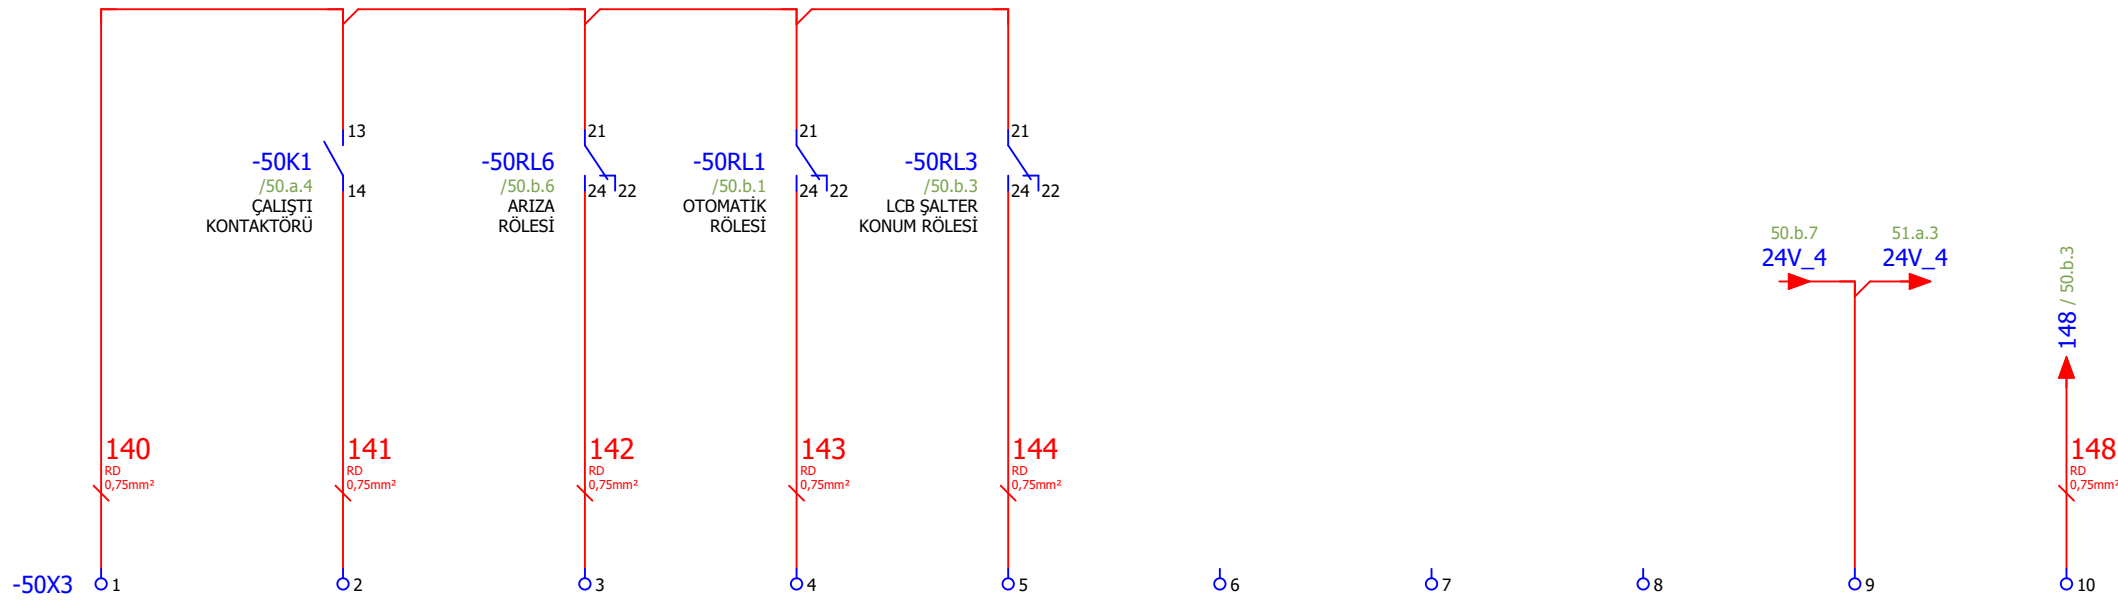 13
21
21
21
-50K1
/50.a.4
ÇALIŞTI
KONTAKTÖRÜ
14
-50RL6
/50.b.6
ARIZA
RÖLESİ
24
22
-50RL1
/50.b.1
OTOMATİK
RÖLESİ
24
22
-50RL3
/50.b.3
LCB ŞALTER
KONUM RÖLESİ
24
22
50.b.7
24V_4
51.a.3
24V_4
148 / 50.b.3
140
RD
0,75mm²
141
RD
0,75mm²
142
RD
0,75mm²
143
RD
0,75mm²
144
RD
0,75mm²
148
RD
0,75mm²
-50X3
1
2
3
4
5
6
7
8
9
10